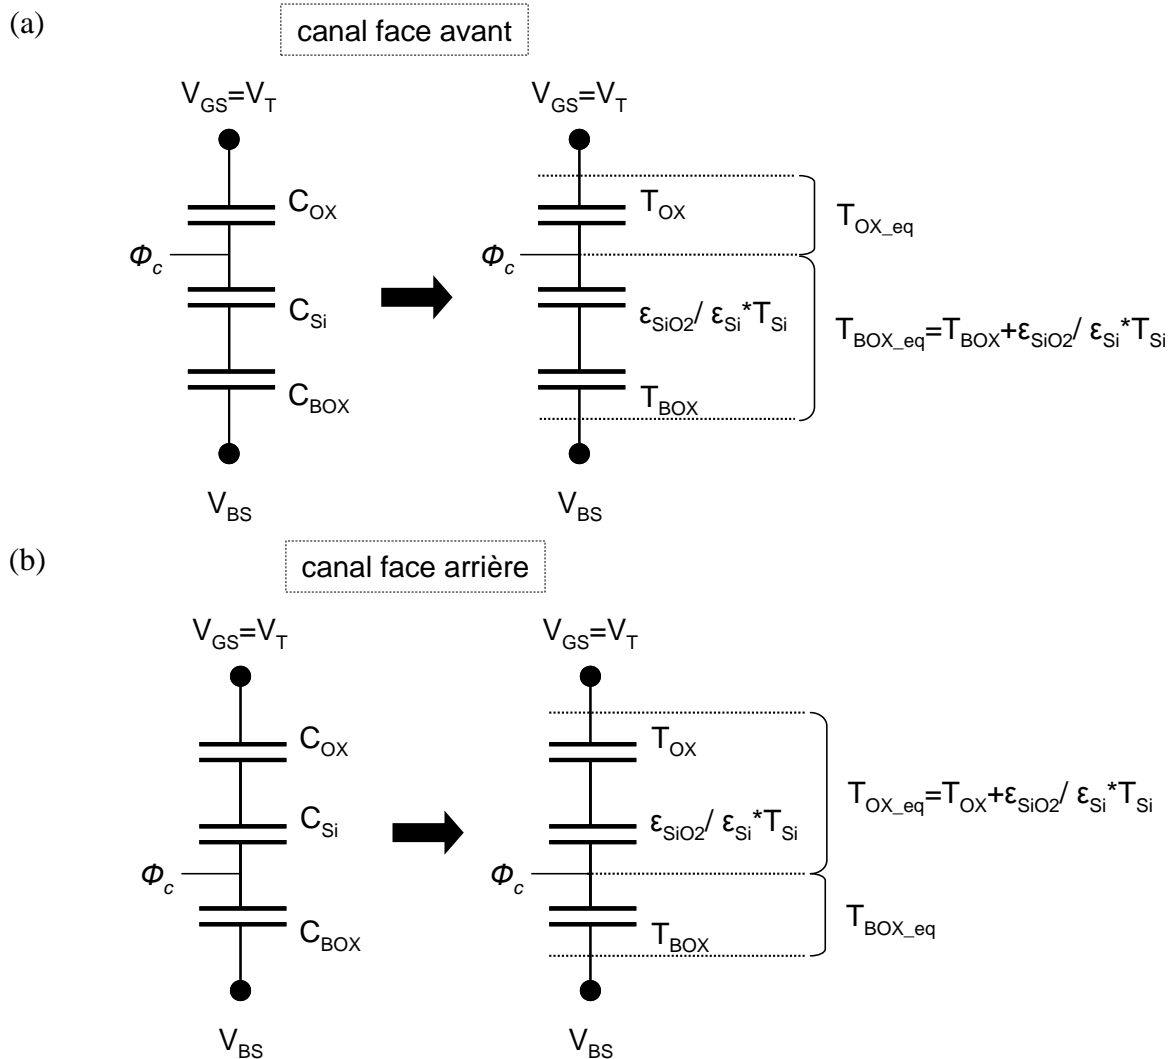 (a)
canal face avant
V_GS=V_T
V_GS=V_T
C_OX
T_OX
T_OX_eq
Φ_c
Φ_c
C_Si
ε_SiO2/ ε_Si*T_Si
T_BOX_eq=T_BOX+ε_SiO2/ ε_Si*T_Si
C_BOX
T_BOX
V_BS
V_BS
(b)
canal face arrière
V_GS=V_T
V_GS=V_T
C_OX
T_OX
T_OX_eq=T_OX+ε_SiO2/ ε_Si*T_Si
C_Si
ε_SiO2/ ε_Si*T_Si
Φ_c
Φ_c
C_BOX
T_BOX
T_BOX_eq
V_BS
V_BS